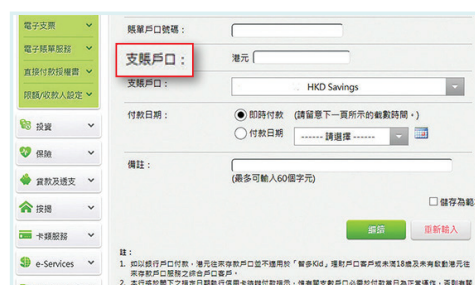 電子支票
電子賬單服務
直接付款授權書
限額/收款人設定
投資
保險
貸款及透支
按揭
卡類服務
e-Services
賬單戶口號碼：
支賬戶口：
港元
支賬戶口：
HKD Savings
付款日期：
即時付款 (請留意下一頁所示的截數時間。)
付款日期
------ 請選擇 ------
備註：
(最多可輸入60個字元)
儲存為範
繼續
重新輸入
註：
1. 如以銀行戶口付款，港元往來存款戶口並不適用於「智多Kid」理財戶口客戶或未滿18歲及未有啟動港元往
來存款戶口服務之綜合戶口客戶。